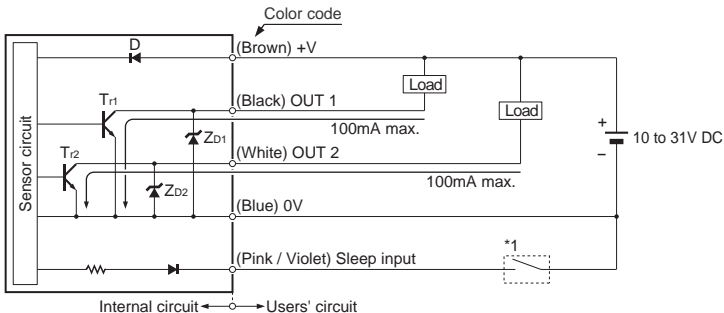 Color code
D
(Brown) +V
Load
Tr1
(Black) OUT 1
Load
100mA max.
ZD1
+
10 to 31V DC
Sensor circuit
Tr2
(White) OUT 2
–
ZD2
100mA max.
(Blue) 0V
*1
(Pink / Violet) Sleep input
Internal circuit
Users' circuit